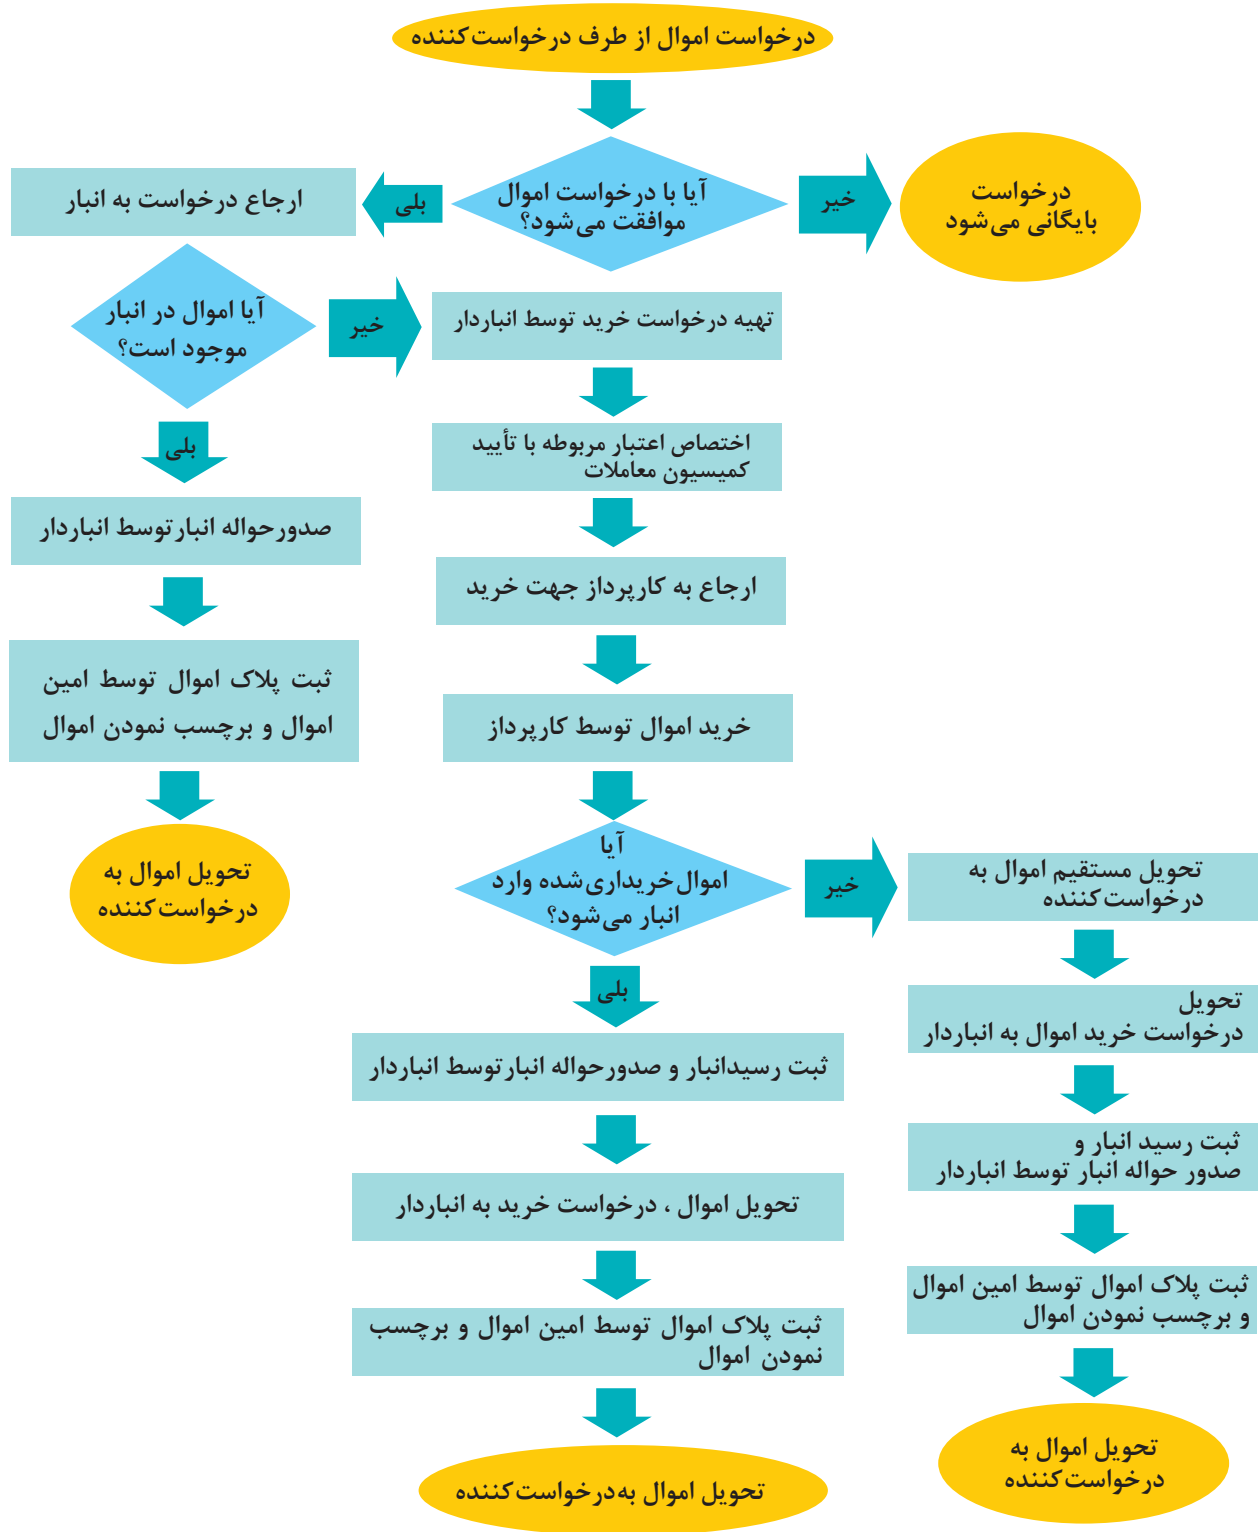 درخواست اموال از طرف درخواست‌کننده
آیا با درخواست اموال
موافقت می‌شود؟
خیر
درخواست
بایگانی می‌شود
بلی
ارجاع درخواست به انبار
آیا اموال در انبار
موجود است؟
خیر
تهیه درخواست خرید توسط انباردار
بلی
اختصاص اعتبار مربوطه با تأیید
کمیسیون معاملات
صدورحواله انبارتوسط انباردار
ارجاع به کارپرداز جهت خرید
ثبت پلاک اموال توسط امین
اموال و برچسب نمودن اموال
خرید اموال توسط کارپرداز
تحویل اموال به
درخواست‌کننده
آیا
اموال‌خریداری‌شده وارد
انبار می‌شود؟
خیر
تحویل مستقیم اموال به
درخواست‌کننده
بلی
تحویل
درخواست خرید اموال به انباردار
ثبت رسیدانبار و صدورحواله انبارتوسط انباردار
ثبت رسید انبار و
صدور حواله انبار توسط انباردار
تحویل اموال ، درخواست خرید به انباردار
ثبت پلاک اموال توسط امین اموال
و برچسب نمودن اموال
ثبت پلاک اموال توسط امین اموال و برچسب
نمودن اموال
تحویل اموال به
درخواست‌کننده
تحویل اموال به‌درخواست‌کننده